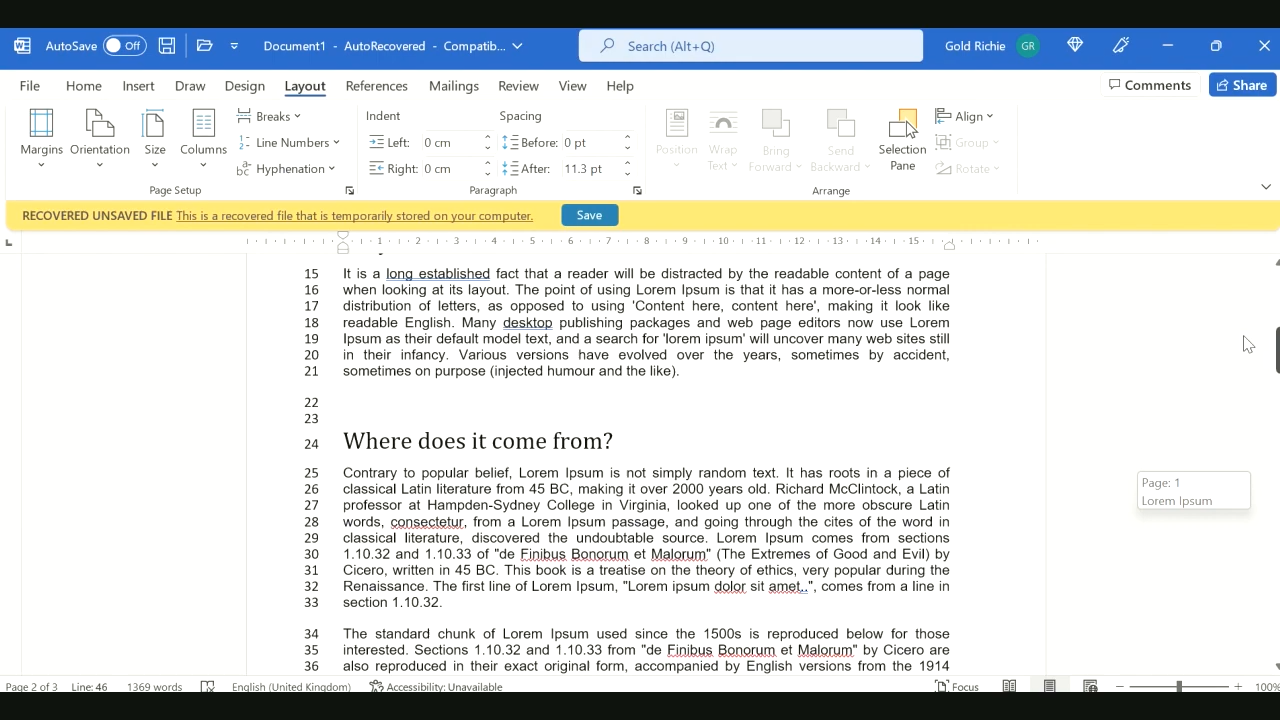 AutoSave Off Document1 - AutoRecovered - Compatib... Search (Alt+Q) Gold Richie GR
File Home Insert Draw Design Layout References Mailings Review View Help Comments Share
Margins Orientation Size Columns Breaks Line Numbers Hyphenation
Page Setup
Indent Spacing
Left: 0 cm Before: 0 pt
Right: 0 cm After: 11.3 pt
Paragraph
Position Wrap Text Bring Forward Send Backward Selection Pane Align Group Rotate
Arrange
RECOVERED UNSAVED FILE This is a recovered file that is temporarily stored on your computer. Save
1 2 3 4 5 6 7 8 9 10 11 12 13 14 15
15 It is a long established fact that a reader will be distracted by the readable content of a page
16 when looking at its layout. The point of using Lorem Ipsum is that it has a more-or-less normal
17 distribution of letters, as opposed to using 'Content here, content here', making it look like
18 readable English. Many desktop publishing packages and web page editors now use Lorem
19 Ipsum as their default model text, and a search for 'lorem ipsum' will uncover many web sites still
20 in their infancy. Various versions have evolved over the years, sometimes by accident,
21 sometimes on purpose (injected humour and the like).
22
23
24 Where does it come from?
25 Contrary to popular belief, Lorem Ipsum is not simply random text. It has roots in a piece of
26 classical Latin literature from 45 BC, making it over 2000 years old. Richard McClintock, a Latin
27 professor at Hampden-Sydney College in Virginia, looked up one of the more obscure Latin
28 words, consectetur, from a Lorem Ipsum passage, and going through the cites of the word in
29 classical literature, discovered the undoubtable source. Lorem Ipsum comes from sections
30 1.10.32 and 1.10.33 of "de Finibus Bonorum et Malorum" (The Extremes of Good and Evil) by
31 Cicero, written in 45 BC. This book is a treatise on the theory of ethics, very popular during the
32 Renaissance. The first line of Lorem Ipsum, "Lorem ipsum dolor sit amet..", comes from a line in
33 section 1.10.32.
34 The standard chunk of Lorem Ipsum used since the 1500s is reproduced below for those
35 interested. Sections 1.10.32 and 1.10.33 from "de Finibus Bonorum et Malorum" by Cicero are
36 also reproduced in their exact original form, accompanied by English versions from the 1914
Page: 1
Lorem Ipsum
Page 2 of 3 Line: 46 1369 words English (United Kingdom) Accessibility: Unavailable Focus 100%